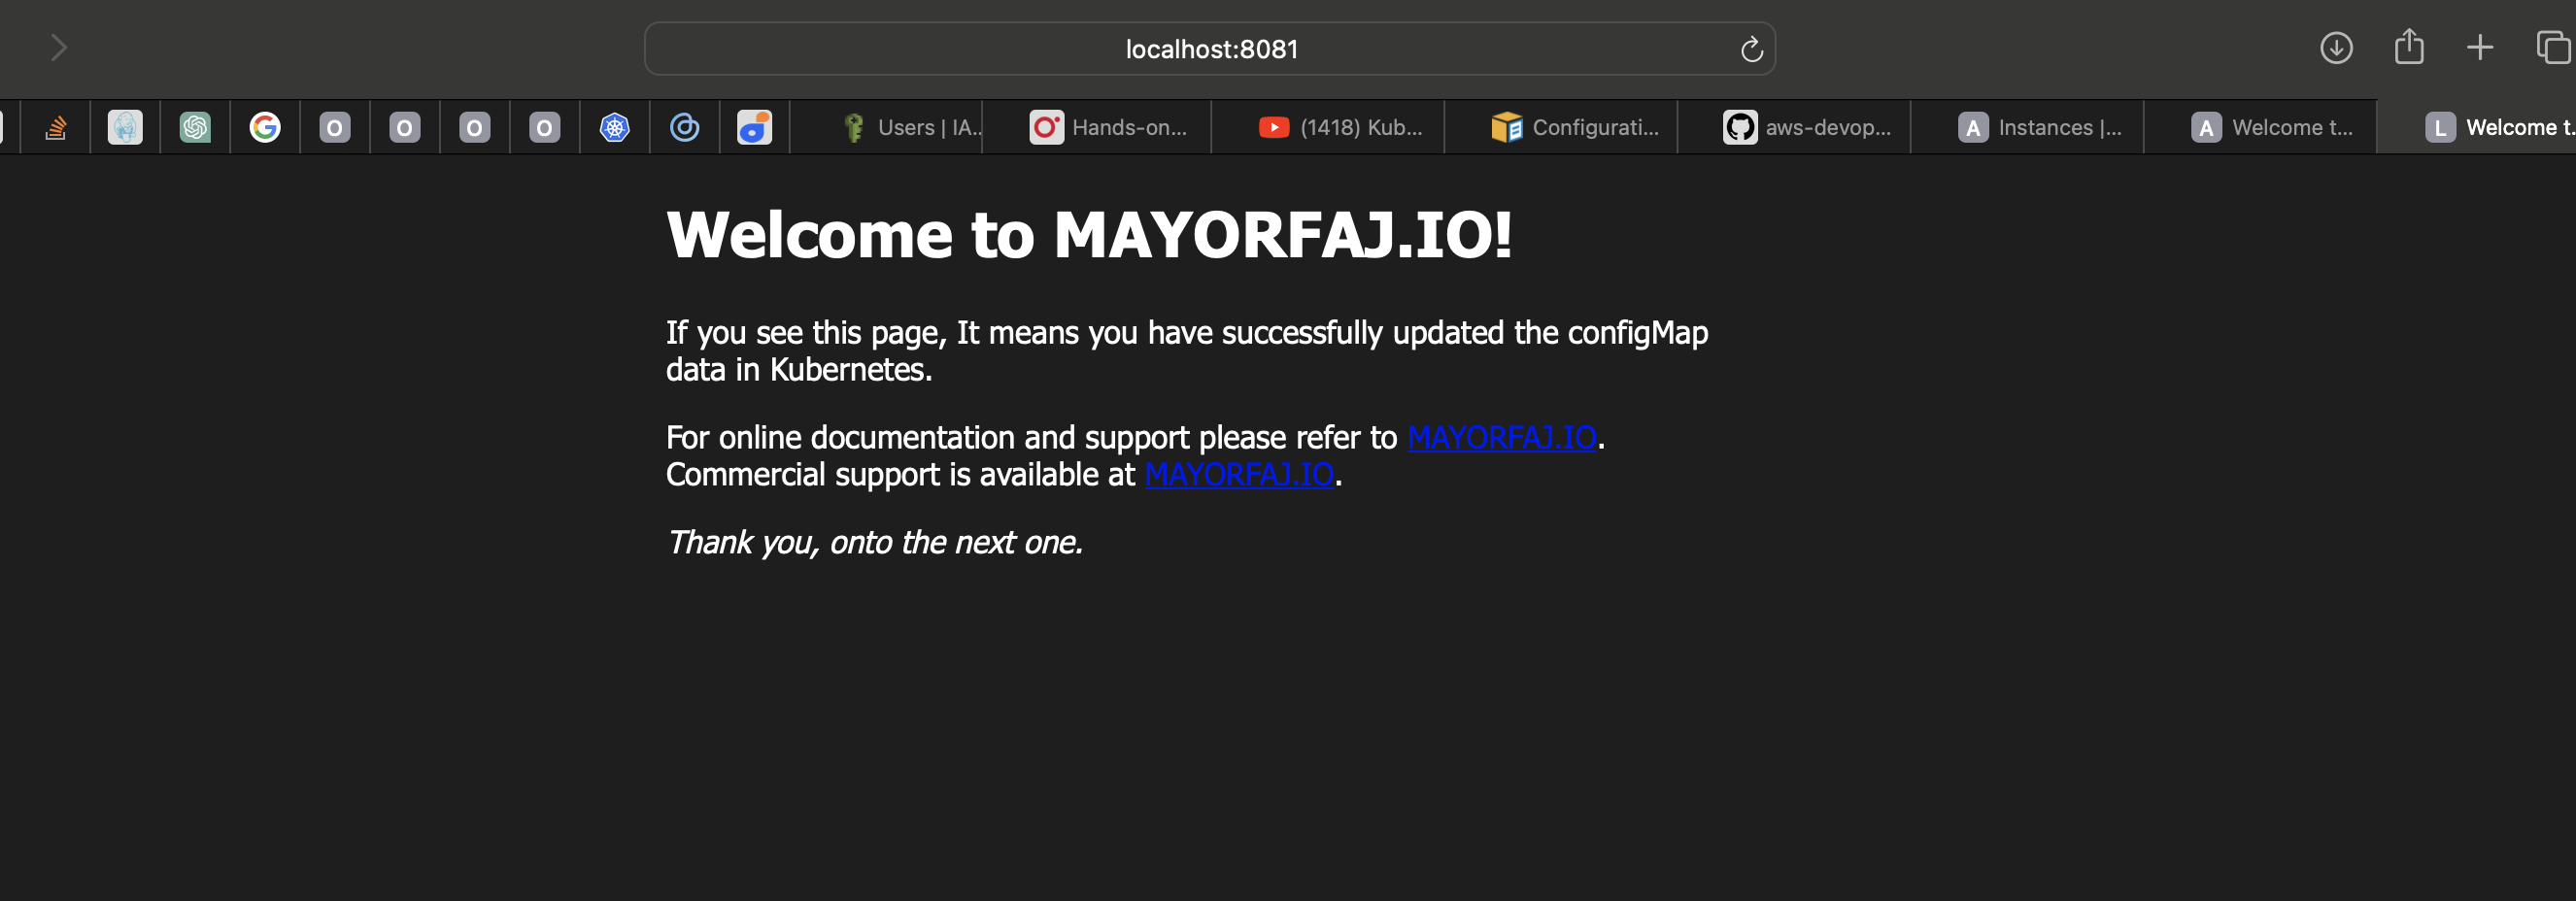 localhost:8081
O
O
O
O
Users | IA..
Hands-on...
(1418) Kub...
Configurati...
aws-devop...
A Instances |...
A Welcome t...
L Welcome t.
Welcome to MAYORFAJ.IO!
If you see this page, It means you have successfully updated the configMap
data in Kubernetes.
For online documentation and support please refer to MAYORFAJ.IO.
Commercial support is available at MAYORFAJ.IO.
Thank you, onto the next one.